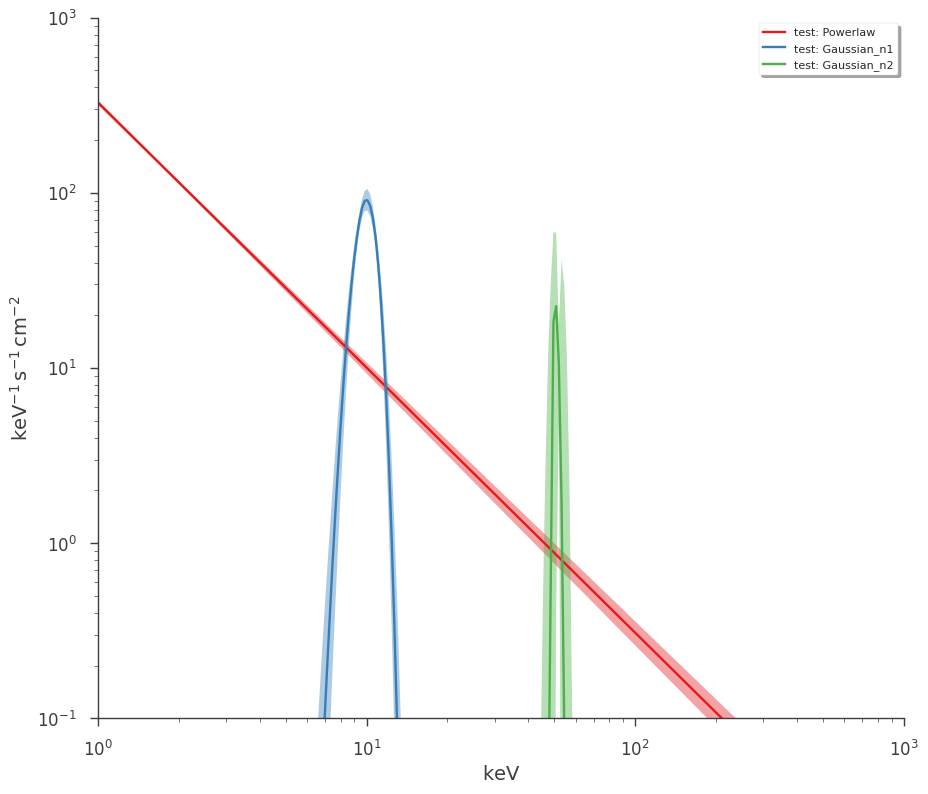 10³
test: Powerlaw
test: Gaussian_n1
test: Gaussian_n2
10²
10¹
10⁰
10⁻¹
keV⁻¹ s⁻¹ cm⁻²
10⁰ 10¹ 10² 10³
keV